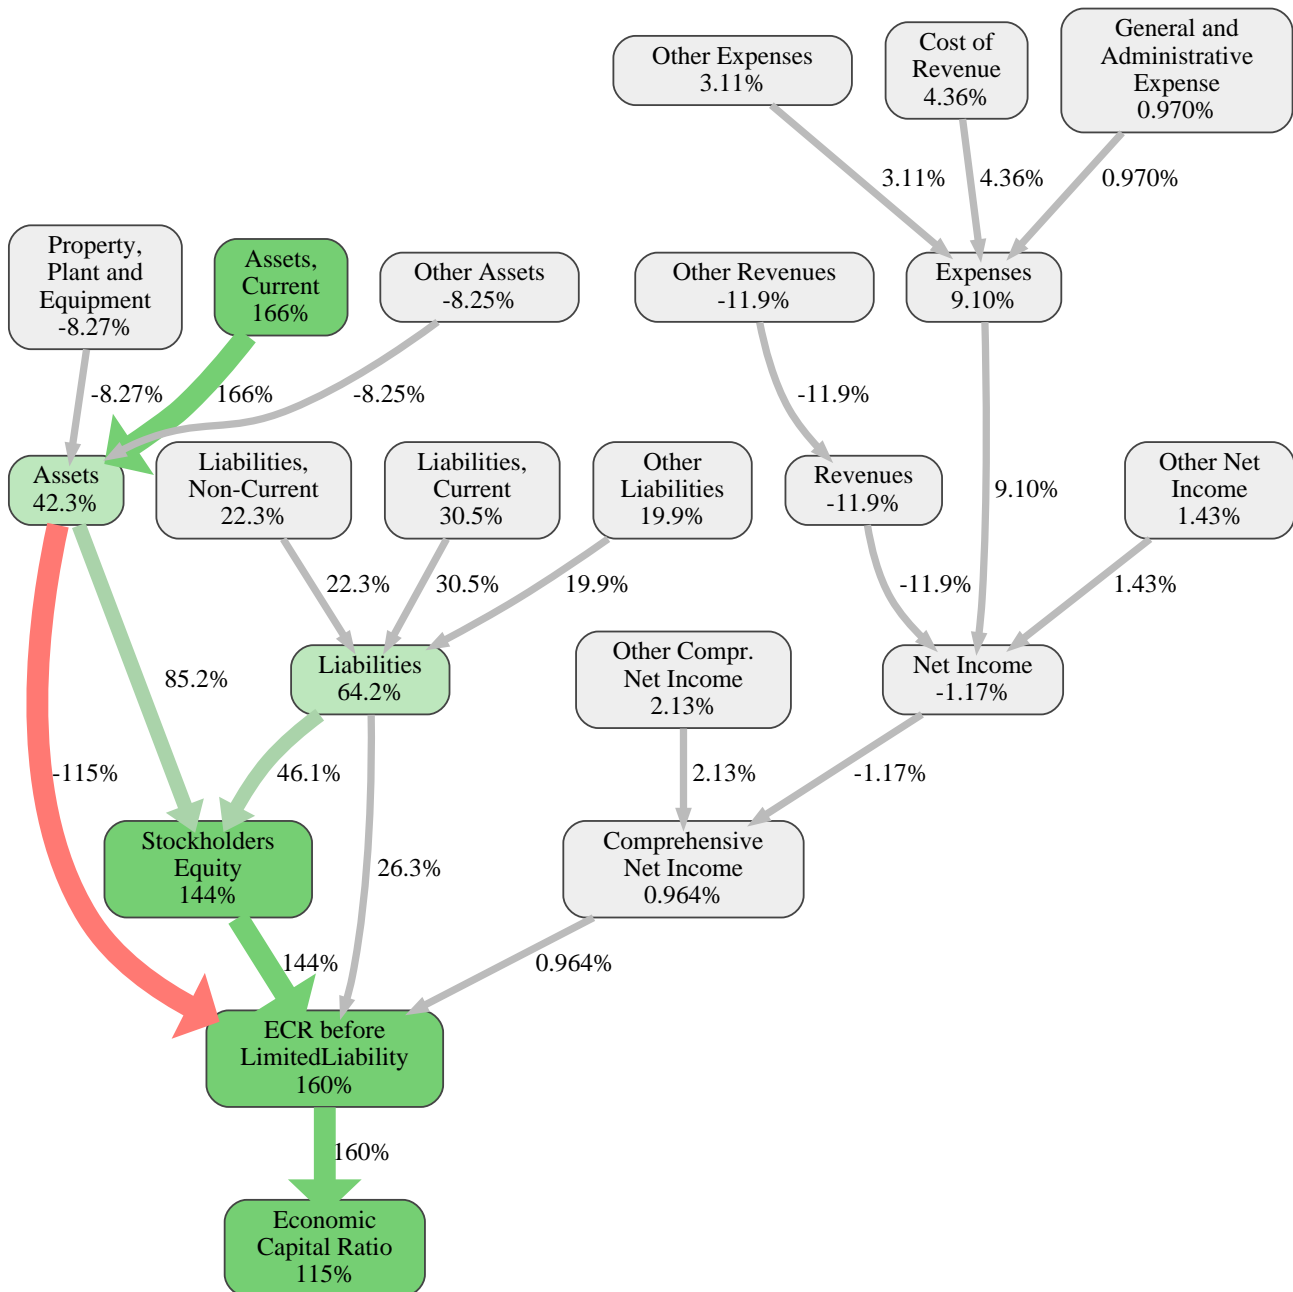 Other Expenses
3.11%
Cost of
Revenue
4.36%
General and
Administrative
Expense
0.970%
3.11%
4.36%
0.970%
Property,
Plant and
Equipment
-8.27%
Assets,
Current
166%
Other Assets
-8.25%
Other Revenues
-11.9%
Expenses
9.10%
-8.27%
166%
-8.25%
-11.9%
Assets
42.3%
Liabilities,
Non-Current
22.3%
Liabilities,
Current
30.5%
Other
Liabilities
19.9%
Revenues
-11.9%
9.10%
Other Net
Income
1.43%
22.3%
30.5%
19.9%
-11.9%
1.43%
85.2%
Liabilities
64.2%
Other Compr.
Net Income
2.13%
Net Income
-1.17%
-115%
46.1%
2.13%
-1.17%
Stockholders
Equity
144%
26.3%
Comprehensive
Net Income
0.964%
144%
0.964%
ECR before
LimitedLiability
160%
160%
Economic
Capital Ratio
115%